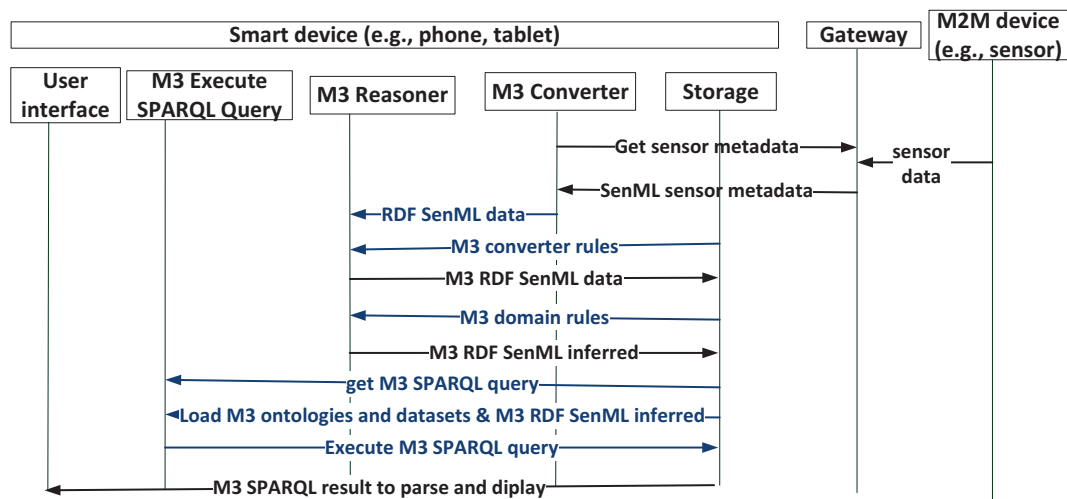 Smart device (e.g., phone, tablet)
Gateway
M2M device
(e.g., sensor)
User
interface
M3 Execute
SPARQL Query
M3 Reasoner
M3 Converter
Storage
Get sensor metadata
sensor
data
SenML sensor metadata
RDF SenML data
M3 converter rules
M3 RDF SenML data
M3 domain rules
M3 RDF SenML inferred
get M3 SPARQL query
Load M3 ontologies and datasets & M3 RDF SenML inferred
Execute M3 SPARQL query
M3 SPARQL result to parse and diplay